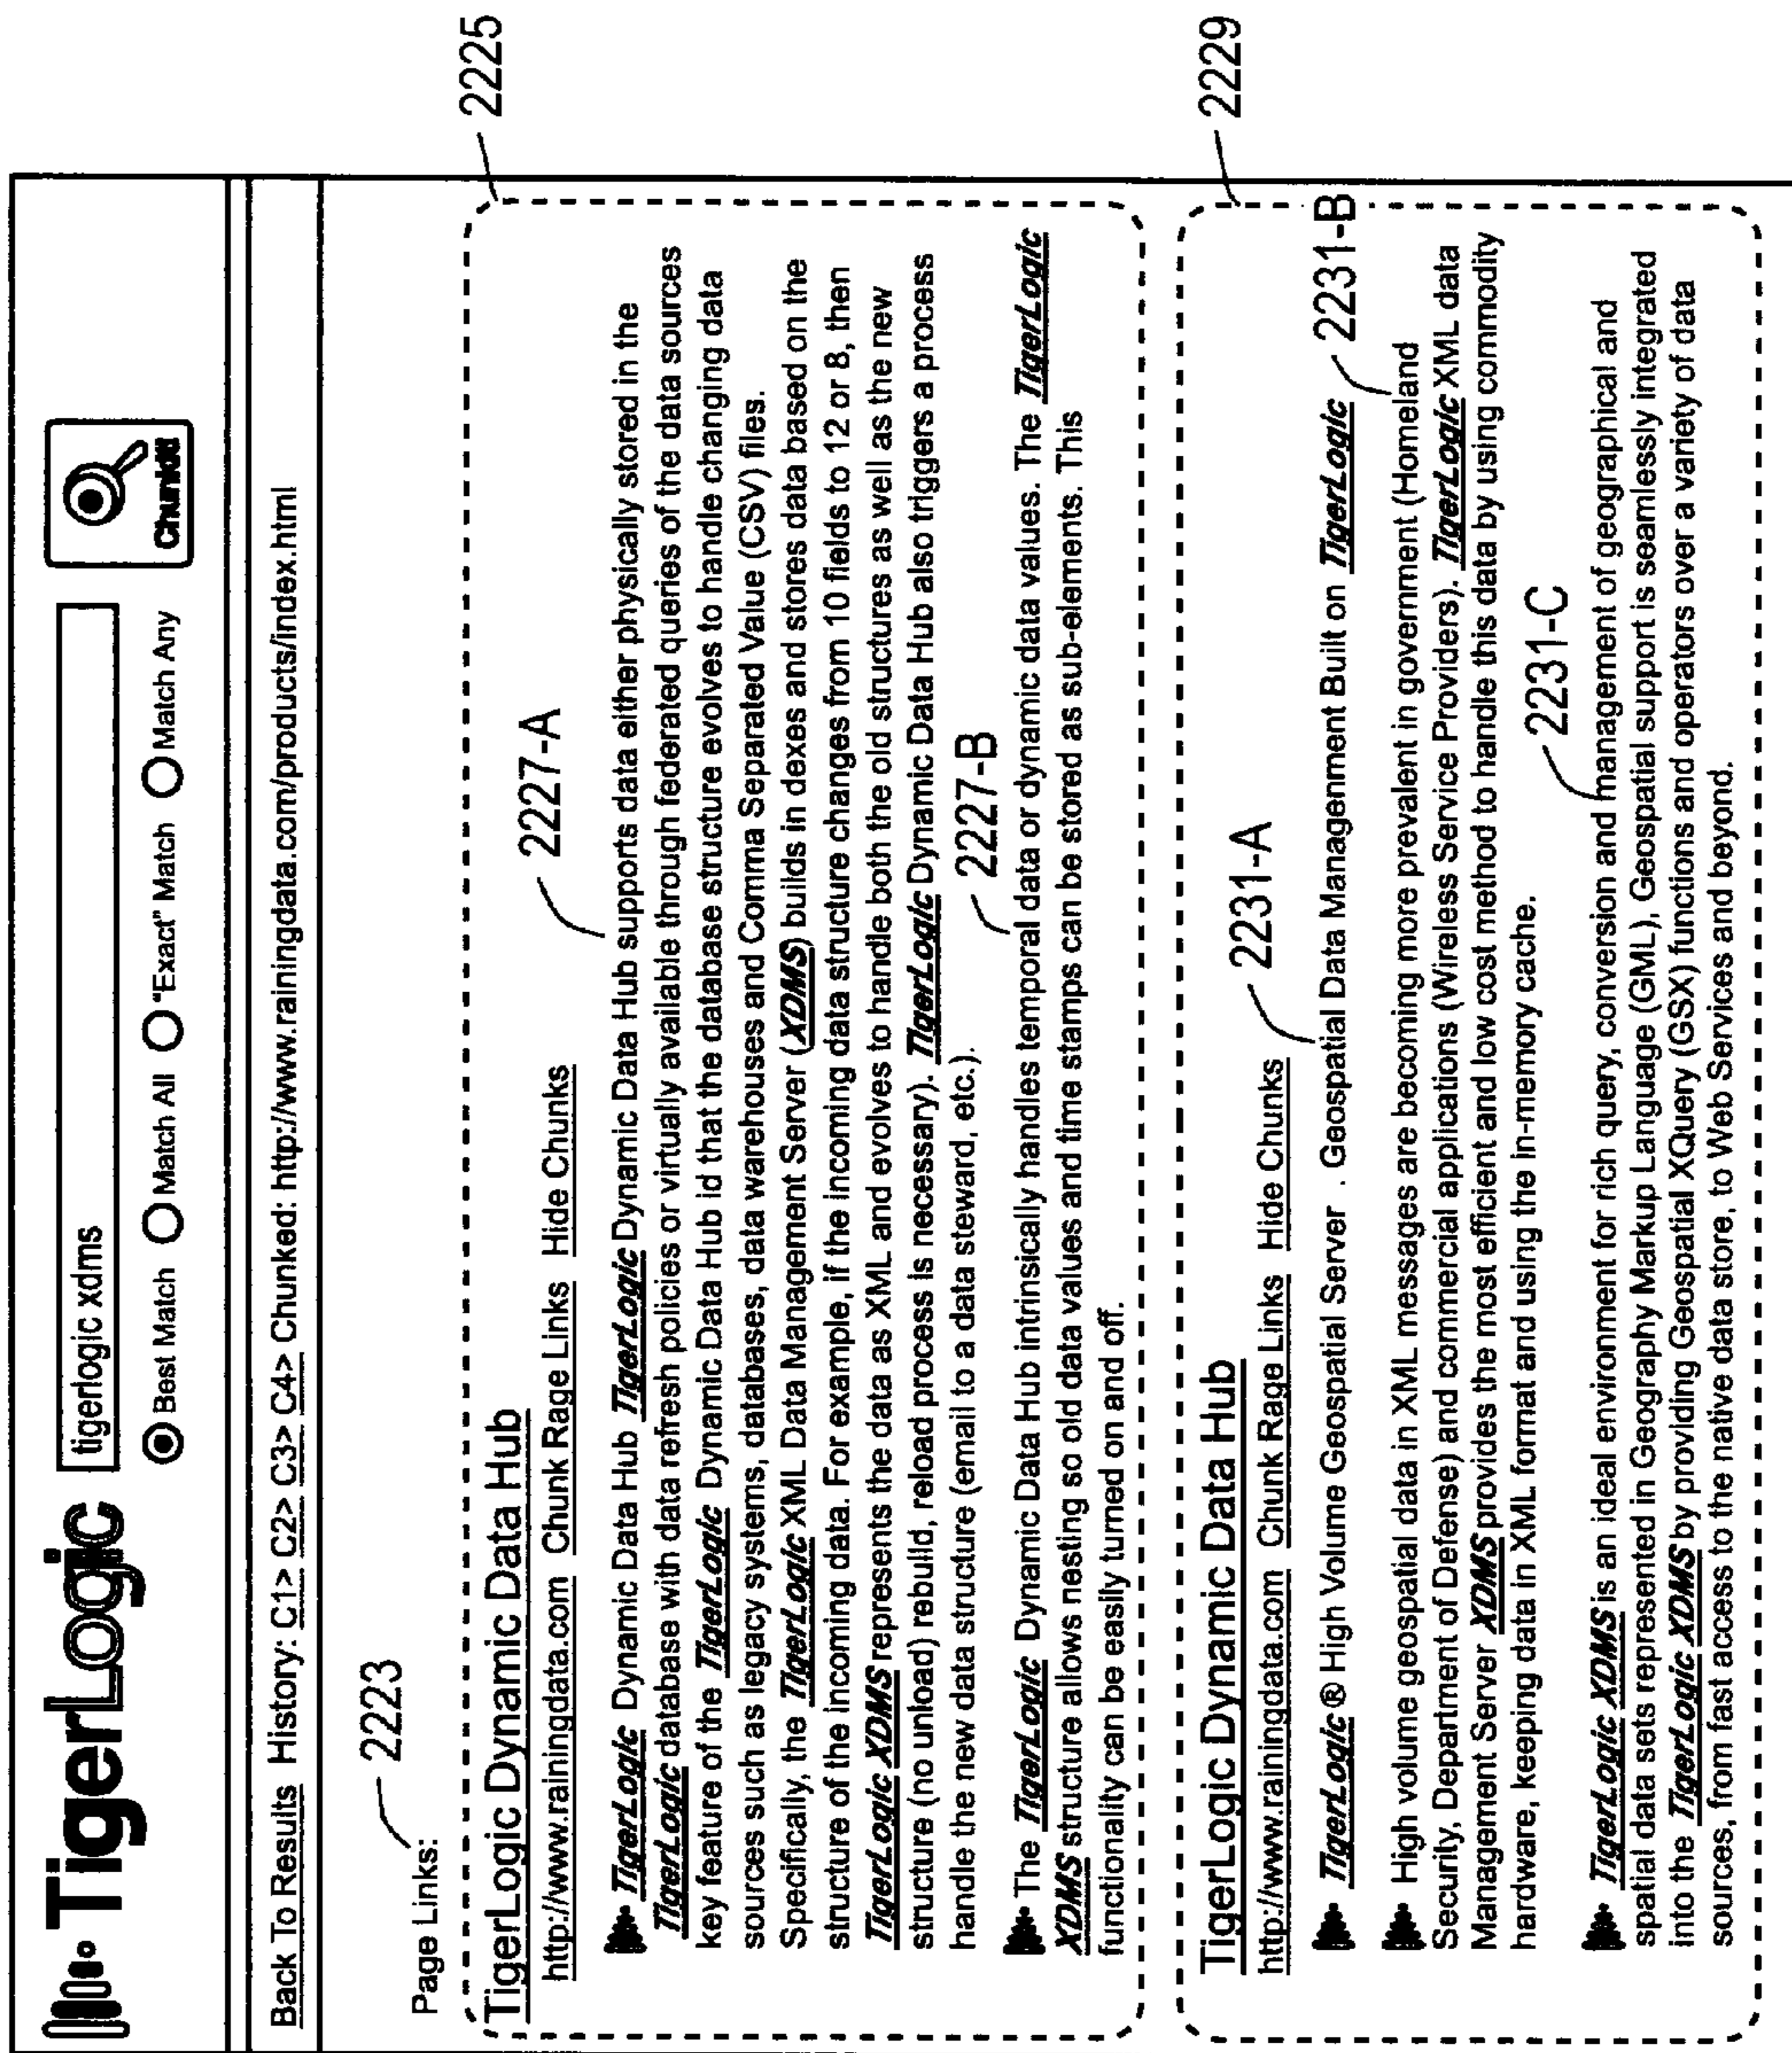 TigerLogic
tigerlogic xdms
Chunkit!
Best Match Match All "Exact" Match Match Any
Back To Results History: C1> C2> C3> C4> Chunked: http://www.rainingdata.com/products/index.html
2223
Page Links:
2225
TigerLogic Dynamic Data Hub
http://www.rainingdata.com Chunk Rage Links Hide Chunks
2227-A
TigerLogic Dynamic Data Hub TigerLogic Dynamic Data Hub supports data either physically stored in the
TigerLogic database with data refresh policies or virtually available through federated queries of the data sources
key feature of the TigerLogic Dynamic Data Hub id that the database structure evolves to handle changing data
sources such as legacy systems, databases, data warehouses and Comma Separated Value (CSV) files.
Specifically, the TigerLogic XML Data Management Server (XDMS) builds in dexes and stores data based on the
structure of the incoming data. For example, if the incoming data structure changes from 10 fields to 12 or 8, then
TigerLogic XDMS represents the data as XML and evolves to handle both the old structures as well as the new
structure (no unload) rebuild, reload process is necessary). TigerLogic Dynamic Data Hub also triggers a process
handle the new data structure (email to a data steward, etc.).
2227-B
The TigerLogic Dynamic Data Hub intrinsically handles temporal data or dynamic data values. The TigerLogic
XDMS structure allows nesting so old data values and time stamps can be stored as sub-elements. This
functionality can be easily turned on and off.
2229
TigerLogic Dynamic Data Hub
http://www.rainingdata.com Chunk Rage Links Hide Chunks
2231-A
TigerLogic® High Volume Geospatial Server . Geospatial Data Management Built on TigerLogic
2231-B
High volume geospatial data in XML messages are becoming more prevalent in government (Homeland
Security, Department of Defense) and commercial applications (Wireless Service Providers). TigerLogic XML data
Management Server XDMS provides the most efficient and low cost method to handle this data by using commodity
hardware, keeping data in XML format and using the in-memory cache.
2231-C
TigerLogic XDMS is an ideal environment for rich query, conversion and management of geographical and
spatial data sets represented in Geography Markup Language (GML), Geospatial support is seamlessly integrated
into the TigerLogic XDMS by providing Geospatial XQuery (GSX) functions and operators over a variety of data
sources, from fast access to the native data store, to Web Services and beyond.